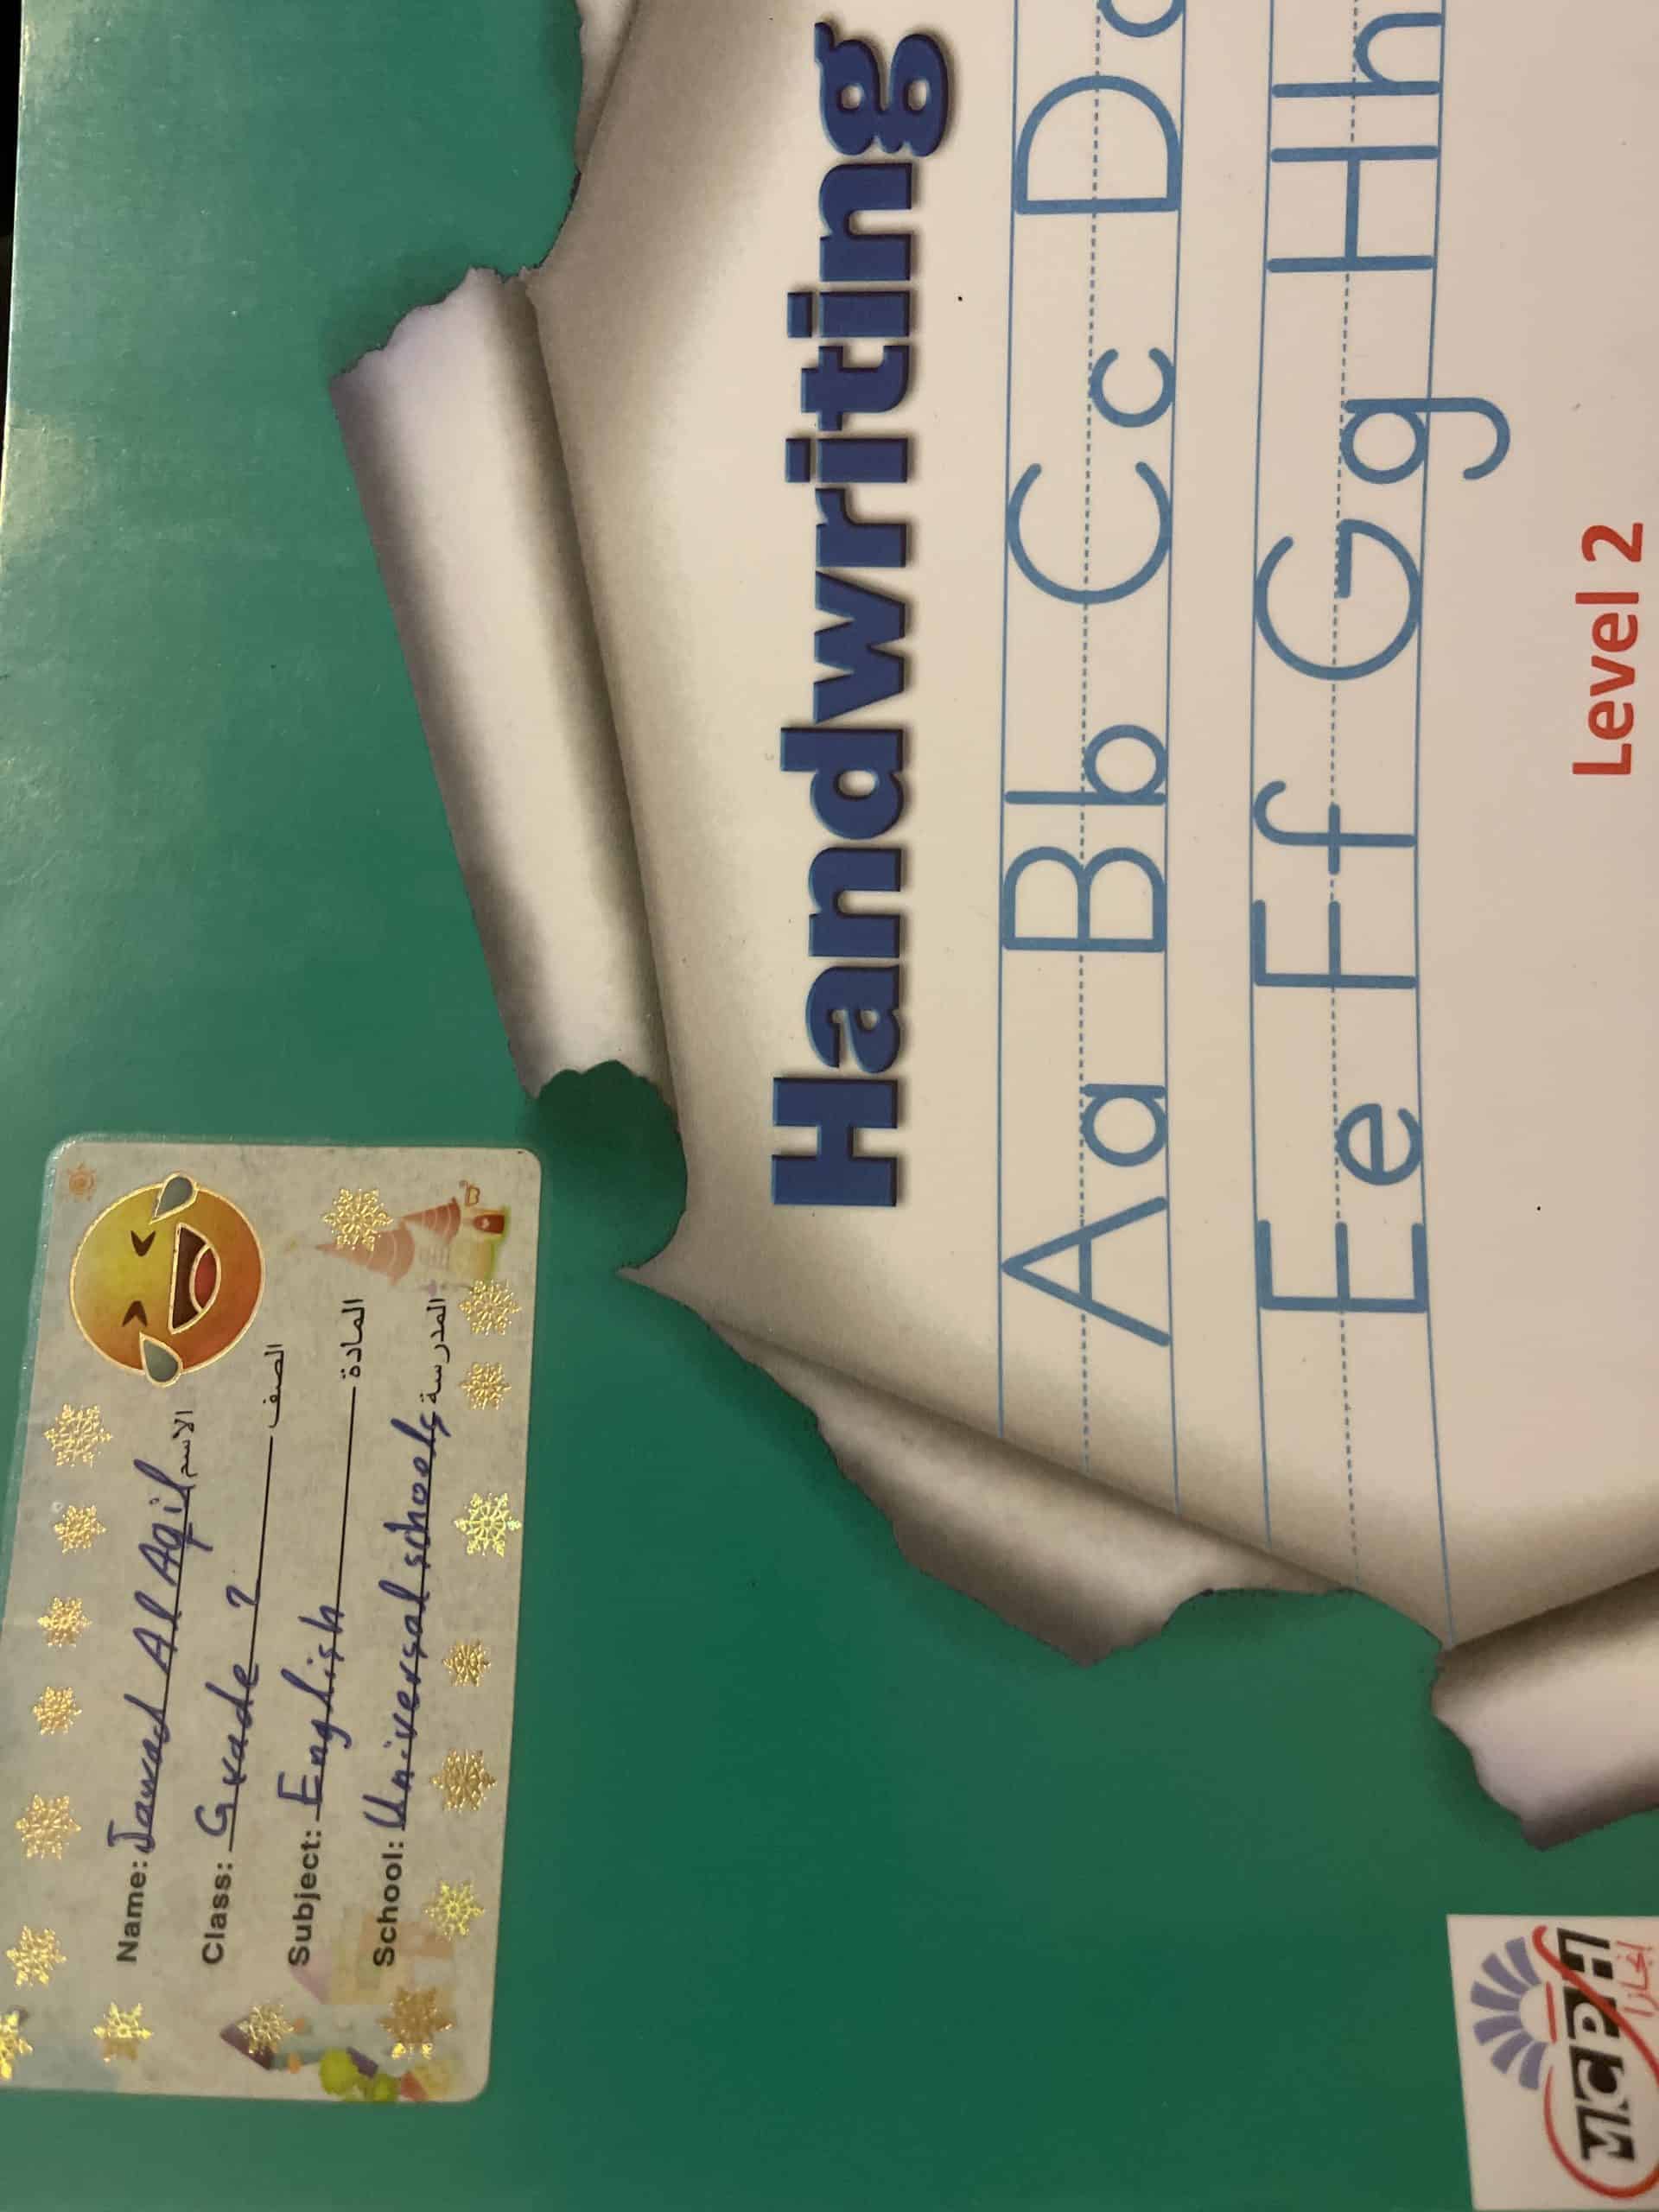 Name: Jawad Al Aqil الاسم
Class: Grade 2 الصف
Subject: English المادة
School: Universal schools المدرسة
Handwriting
Aa Bb Cc D
Ee Ff Gg Hh
Level 2